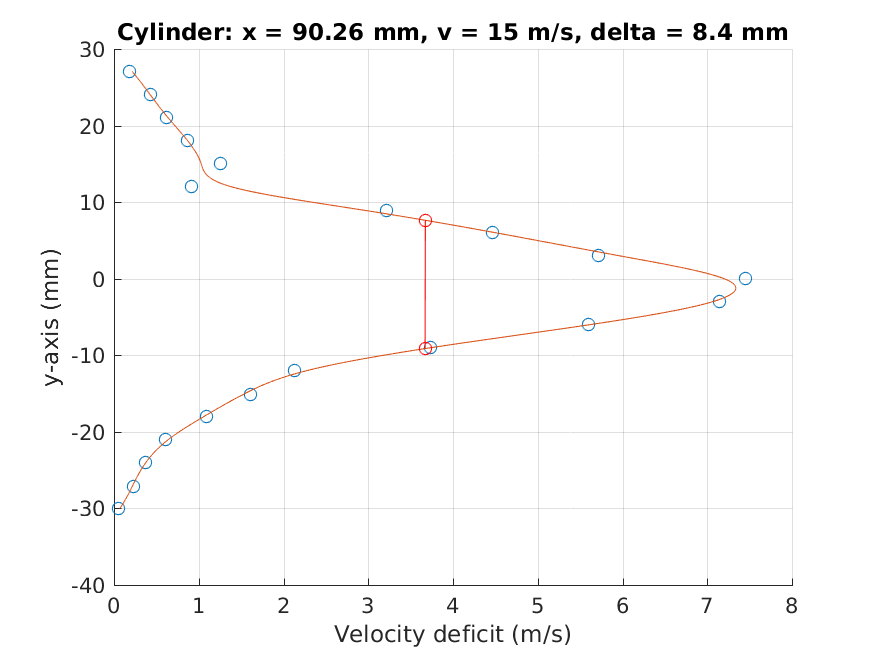 Cylinder: x = 90.26 mm, v = 15 m/s, delta = 8.4 mm
30
20
10
0
-10
-20
-30
-40
y-axis (mm)
0 1 2 3 4 5 6 7 8
Velocity deficit (m/s)